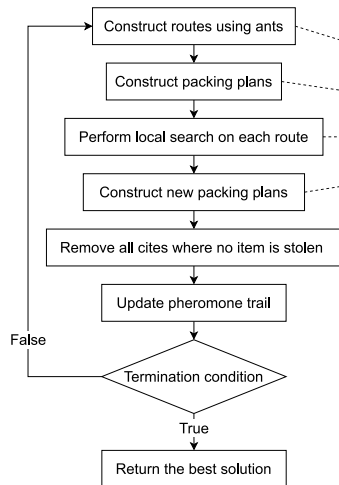 Construct routes using ants
Construct packing plans
Perform local search on each route
Construct new packing plans
Remove all cites where no item is stolen
Update pheromone trail
False
Termination condition
True
Return the best solution